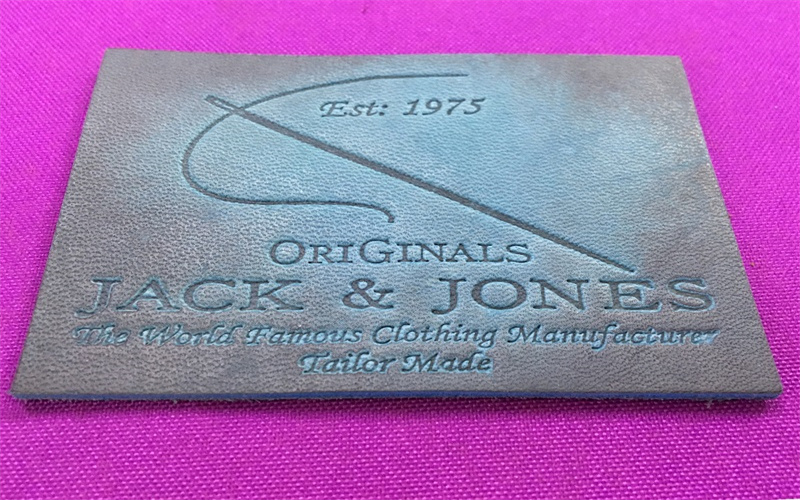 Est: 1975
ORIGINALS
JACK & JONES
The World Famous Clothing Manufacturer
Tailor Made